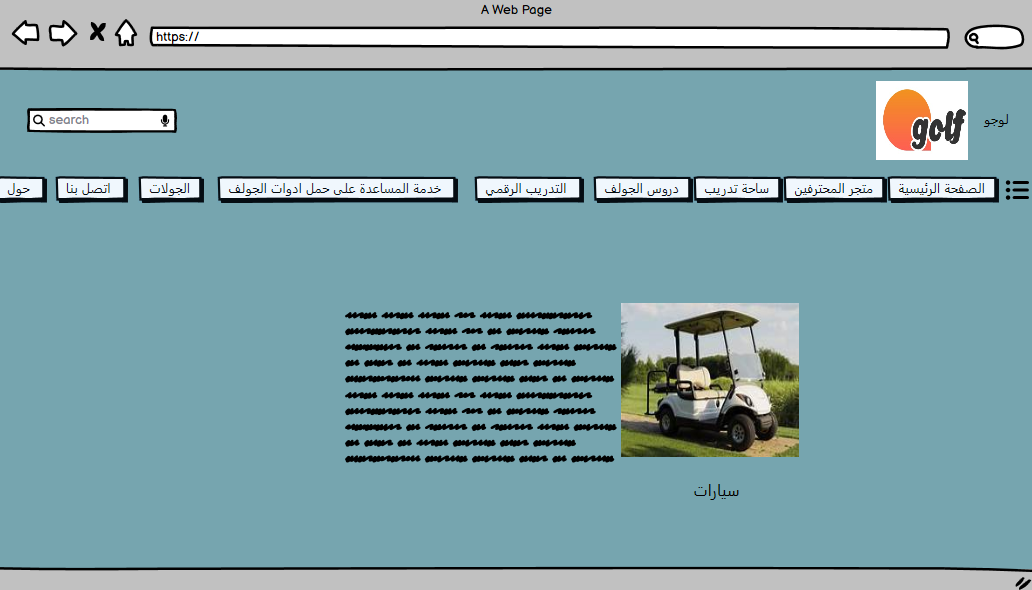 A Web Page
https://
search
golf
لوجو
الصفحة الرئيسية
متجر المحترفين
ساحة تدريب
دروس الجولف
التدريب الرقمي
خدمة المساعدة على حمل ادوات الجولف
الجولات
اتصل بنا
حول
سيارات